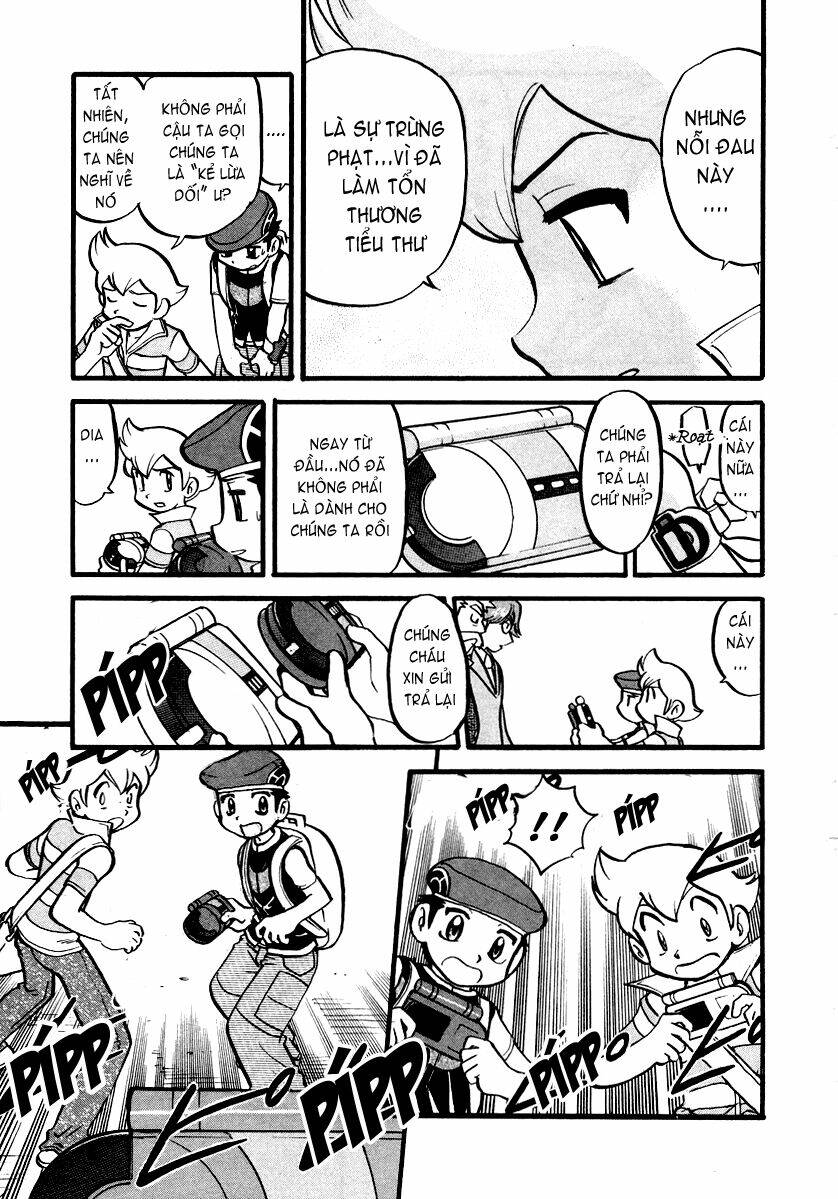 NHƯNG
NỖI ĐAU
NÀY
....
LÀ SỰ TRỪNG
PHẠT...VÌ ĐÃ
LÀM TỔN
THƯƠNG
TIỂU THƯ
....
KHÔNG PHẢI
CẬU TA GỌI
CHÚNG TA
LÀ "KẺ LỪA
DỐI" Ư?
TẤT
NHIÊN,
CHÚNG
TA NÊN
NGHĨ VỀ
NÓ
CÁI
NÀY
NỮA
...
*Roạt
CHÚNG
TA PHẢI
TRẢ LẠI
CHỨ NHỈ?
NGAY TỪ
ĐẦU...NÓ ĐÃ
KHÔNG PHẢI
LÀ DÀNH CHO
CHÚNG TA RỒI
DIA
...
CÁI
NÀY
...
CHÚNG
CHÁU
XIN GỬI
TRẢ LẠI
PÍPP
PÍPP
!!
PÍPP
PÍPP
PÍPP
PÍPP
PÍPP
PÍPP